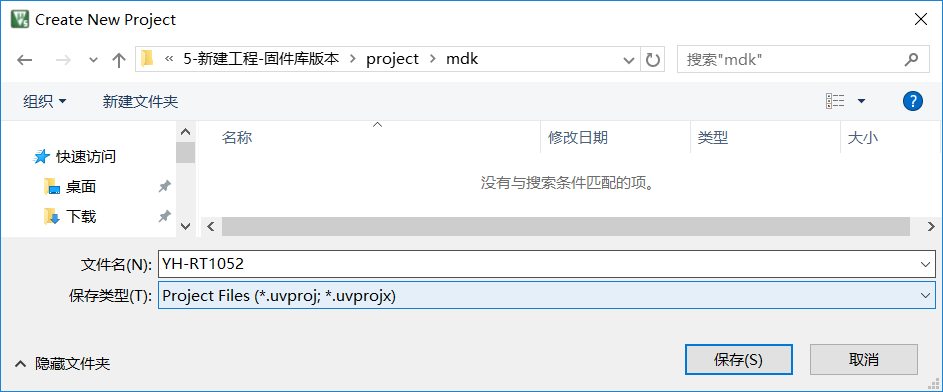 Create New Project
« 5-新建工程-固件库版本 > project > mdk
搜索"mdk"
组织
新建文件夹
快速访问
桌面
下载
名称 修改日期 类型 大小
没有与搜索条件匹配的项。
文件名(N): YH-RT1052
保存类型(T): Project Files (*.uvproj; *.uvprojx)
隐藏文件夹
保存(S)
取消